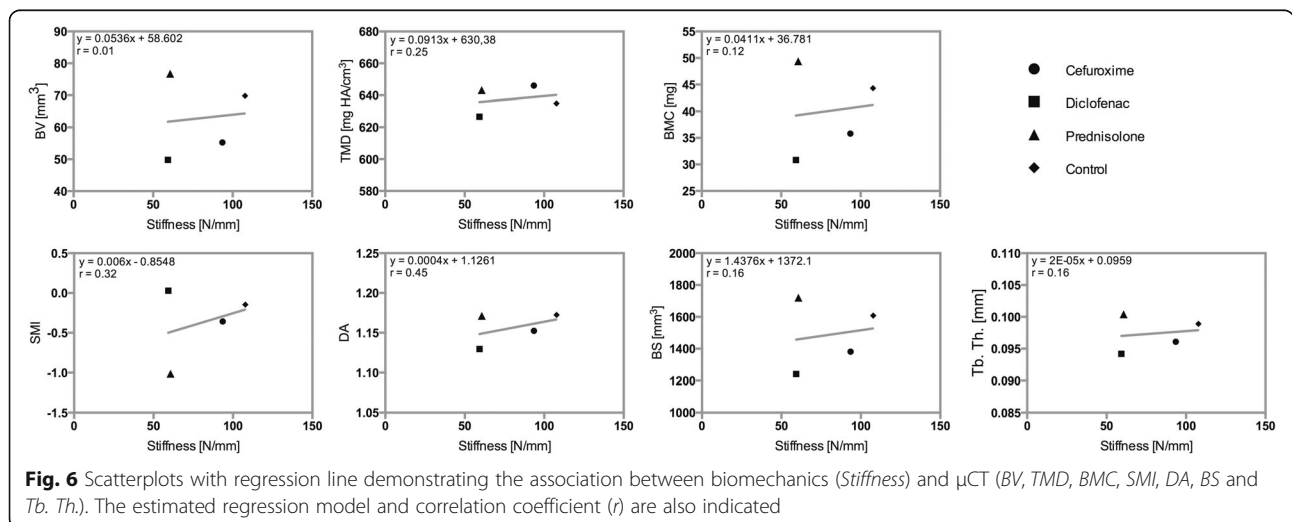 y = 0.0536x + 58.602
r = 0.01
BV [mm³]
90
80
70
60
50
40
0
50
100
150
Stiffness [N/mm]
y = 0.0913x + 630,38
r = 0.25
TMD [mg HA/cm³]
680
660
640
620
600
580
0
50
100
150
Stiffness [N/mm]
y = 0.0411x + 36.781
r = 0.12
BMC [mg]
55
50
45
40
35
30
25
0
50
100
150
Stiffness [N/mm]
Cefuroxime
Diclofenac
Prednisolone
Control
y = 0.006x - 0.8548
r = 0.32
SMI
0.5
0.0
-0.5
-1.0
-1.5
0
50
100
150
Stiffness [N/mm]
y = 0.0004x + 1.1261
r = 0.45
DA
1.25
1.20
1.15
1.10
1.05
0
50
100
150
Stiffness [N/mm]
y = 1.4376x + 1372.1
r = 0.16
BS [mm³]
2000
1800
1600
1400
1200
1000
0
50
100
150
Stiffness [N/mm]
y = 2E-05x + 0.0959
r = 0.16
Tb. Th. [mm]
0.110
0.105
0.100
0.095
0.090
0.085
0
50
100
150
Stiffness [N/mm]
Fig. 6 Scatterplots with regression line demonstrating the association between biomechanics (Stiffness) and µCT (BV, TMD, BMC, SMI, DA, BS and
Tb. Th.). The estimated regression model and correlation coefficient (r) are also indicated